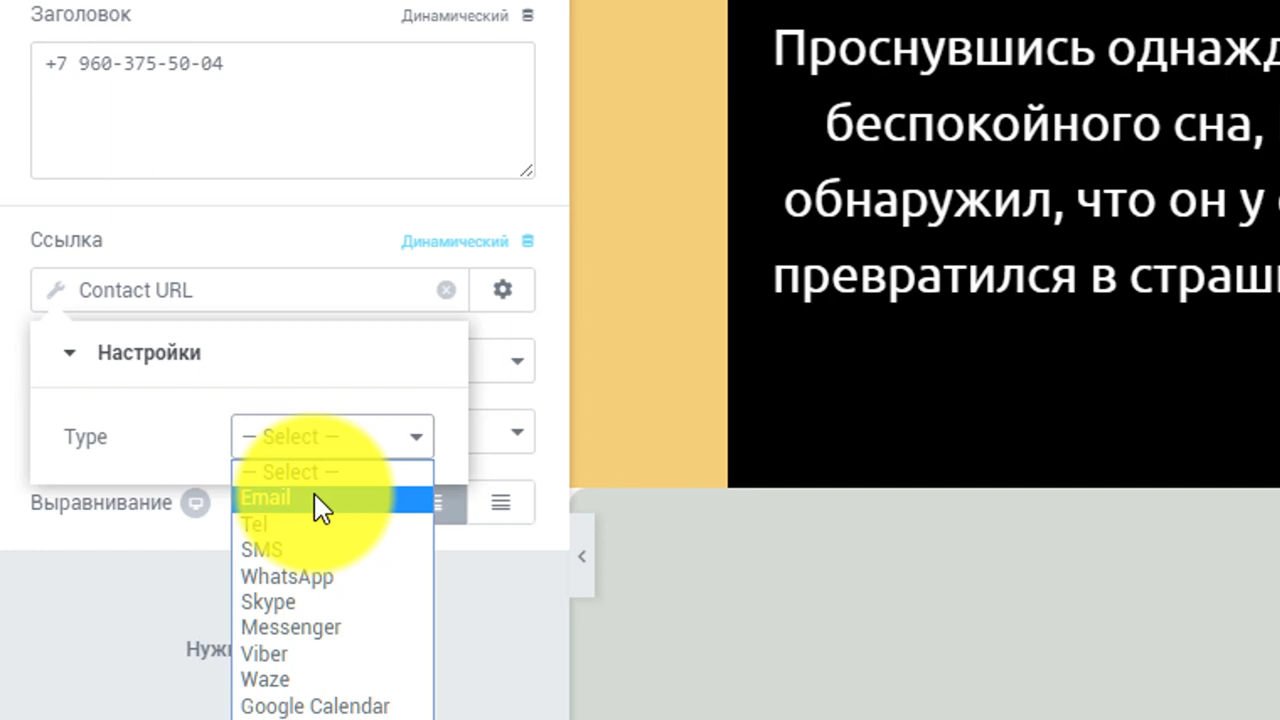 Заголовок
Динамический
+7 960-375-50-04
Ссылка
Динамический
Contact URL
Настройки
Type
— Select —
— Select —
Email
Tel
SMS
WhatsApp
Skype
Messenger
Viber
Waze
Google Calendar
Выравнивание
Проснувшись однажд
беспокойного сна,
обнаружил, что он у
превратился в страш